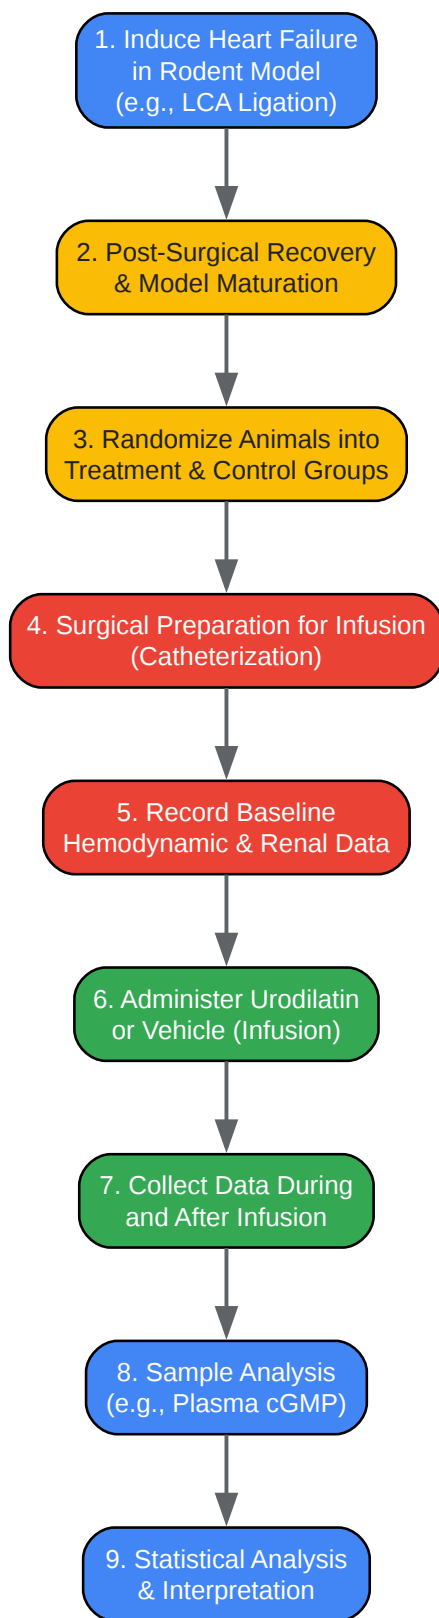 1. Induce Heart Failure
in Rodent Model
(e.g., LCA Ligation)
2. Post-Surgical Recovery
& Model Maturation
3. Randomize Animals into
Treatment & Control Groups
4. Surgical Preparation for Infusion
(Catheterization)
5. Record Baseline
Hemodynamic & Renal Data
6. Administer Urodilatin
or Vehicle (Infusion)
7. Collect Data During
and After Infusion
8. Sample Analysis
(e.g., Plasma cGMP)
9. Statistical Analysis
& Interpretation